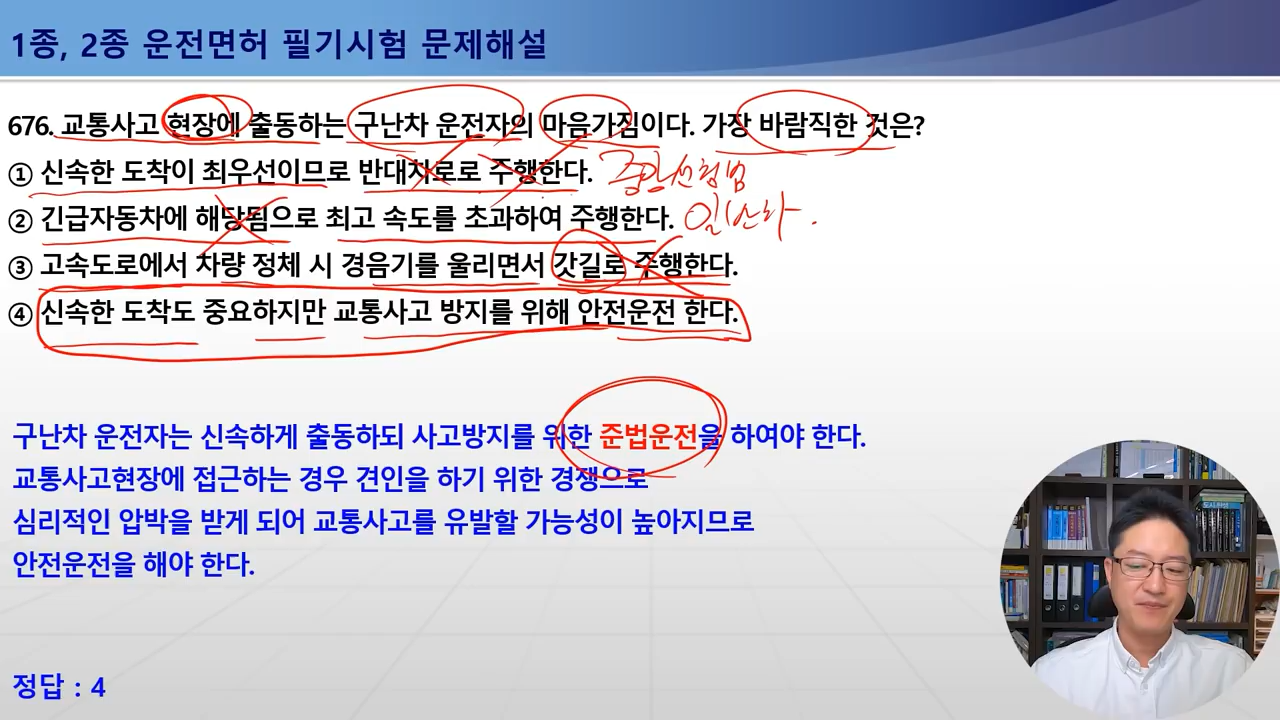 1종, 2종 운전면허 필기시험 문제해설
676. 교통사고 현장에 출동하는 구난차 운전자의 마음가짐이다. 가장 바람직한 것은?
① 신속한 도착이 최우선이므로 반대차로로 주행한다.
② 긴급자동차에 해당됨으로 최고 속도를 초과하여 주행한다.
③ 고속도로에서 차량 정체 시 경음기를 울리면서 갓길로 주행한다.
④ 신속한 도착도 중요하지만 교통사고 방지를 위해 안전운전 한다.
구난차 운전자는 신속하게 출동하되 사고방지를 위한 준법운전을 하여야 한다.
교통사고현장에 접근하는 경우 견인을 하기 위한 경쟁으로
심리적인 압박을 받게 되어 교통사고를 유발할 가능성이 높아지므로
안전운전을 해야 한다.
정답 : 4